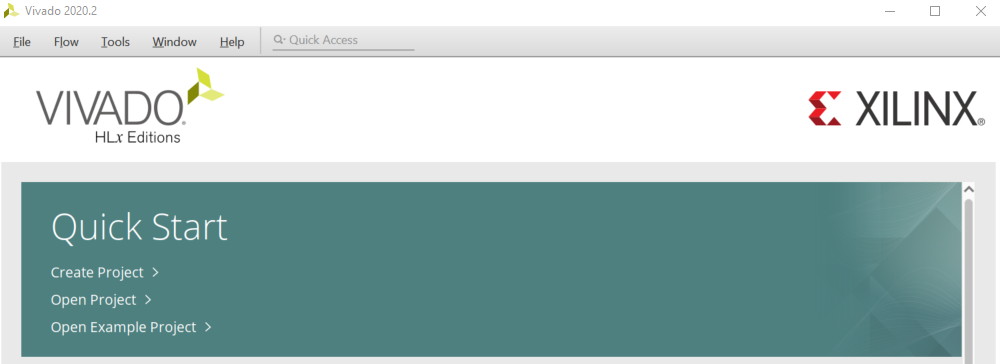 Vivado 2020.2
File Flow Tools Window Help Quick Access
VIVADO.
HLx Editions
XILINX®
Quick Start
Create Project >
Open Project >
Open Example Project >